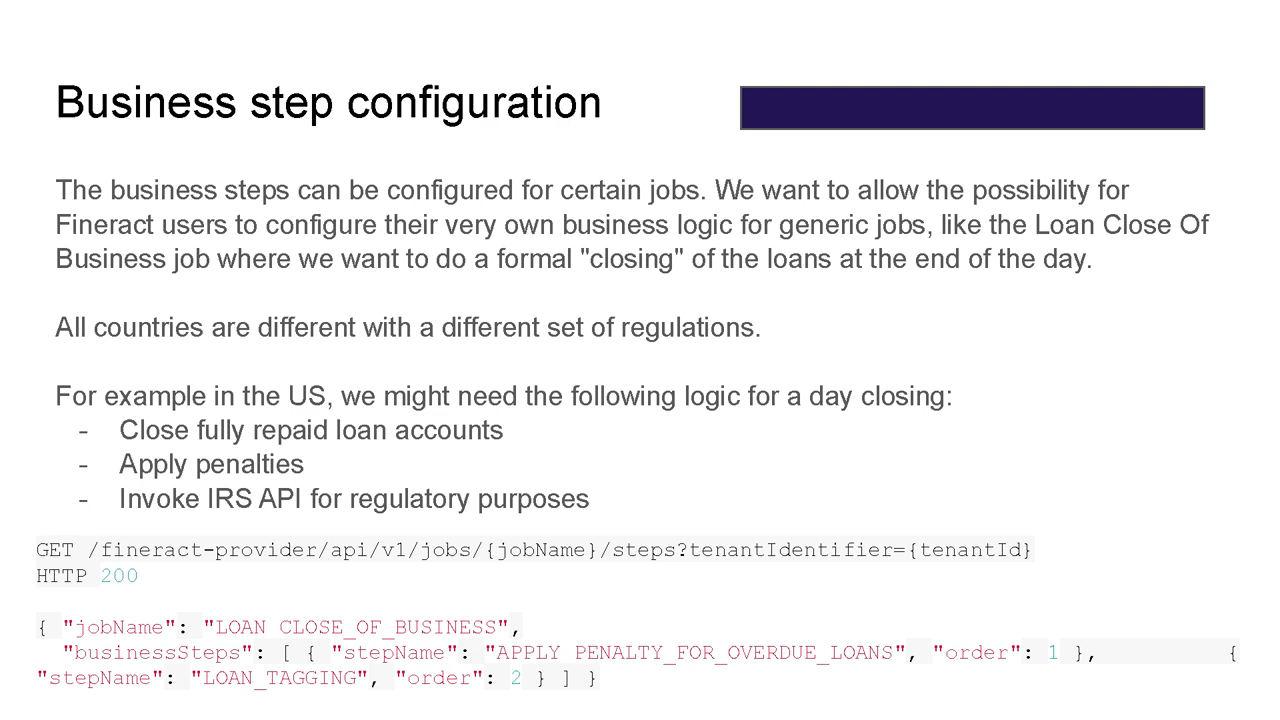 Business step configuration
The business steps can be configured for certain jobs. We want to allow the possibility for
Fineract users to configure their very own business logic for generic jobs, like the Loan Close Of
Business job where we want to do a formal "closing" of the loans at the end of the day.
All countries are different with a different set of regulations.
For example in the US, we might need the following logic for a day closing:
- Close fully repaid loan accounts
- Apply penalties
- Invoke IRS API for regulatory purposes
GET /fineract-provider/api/v1/jobs/{jobName}/steps?tenantIdentifier={tenantId}
HTTP 200
{ "jobName": "LOAN_CLOSE_OF_BUSINESS",
"businessSteps": [ { "stepName": "APPLY_PENALTY_FOR_OVERDUE_LOANS", "order": 1 }, {
"stepName": "LOAN_TAGGING", "order": 2 } ] }